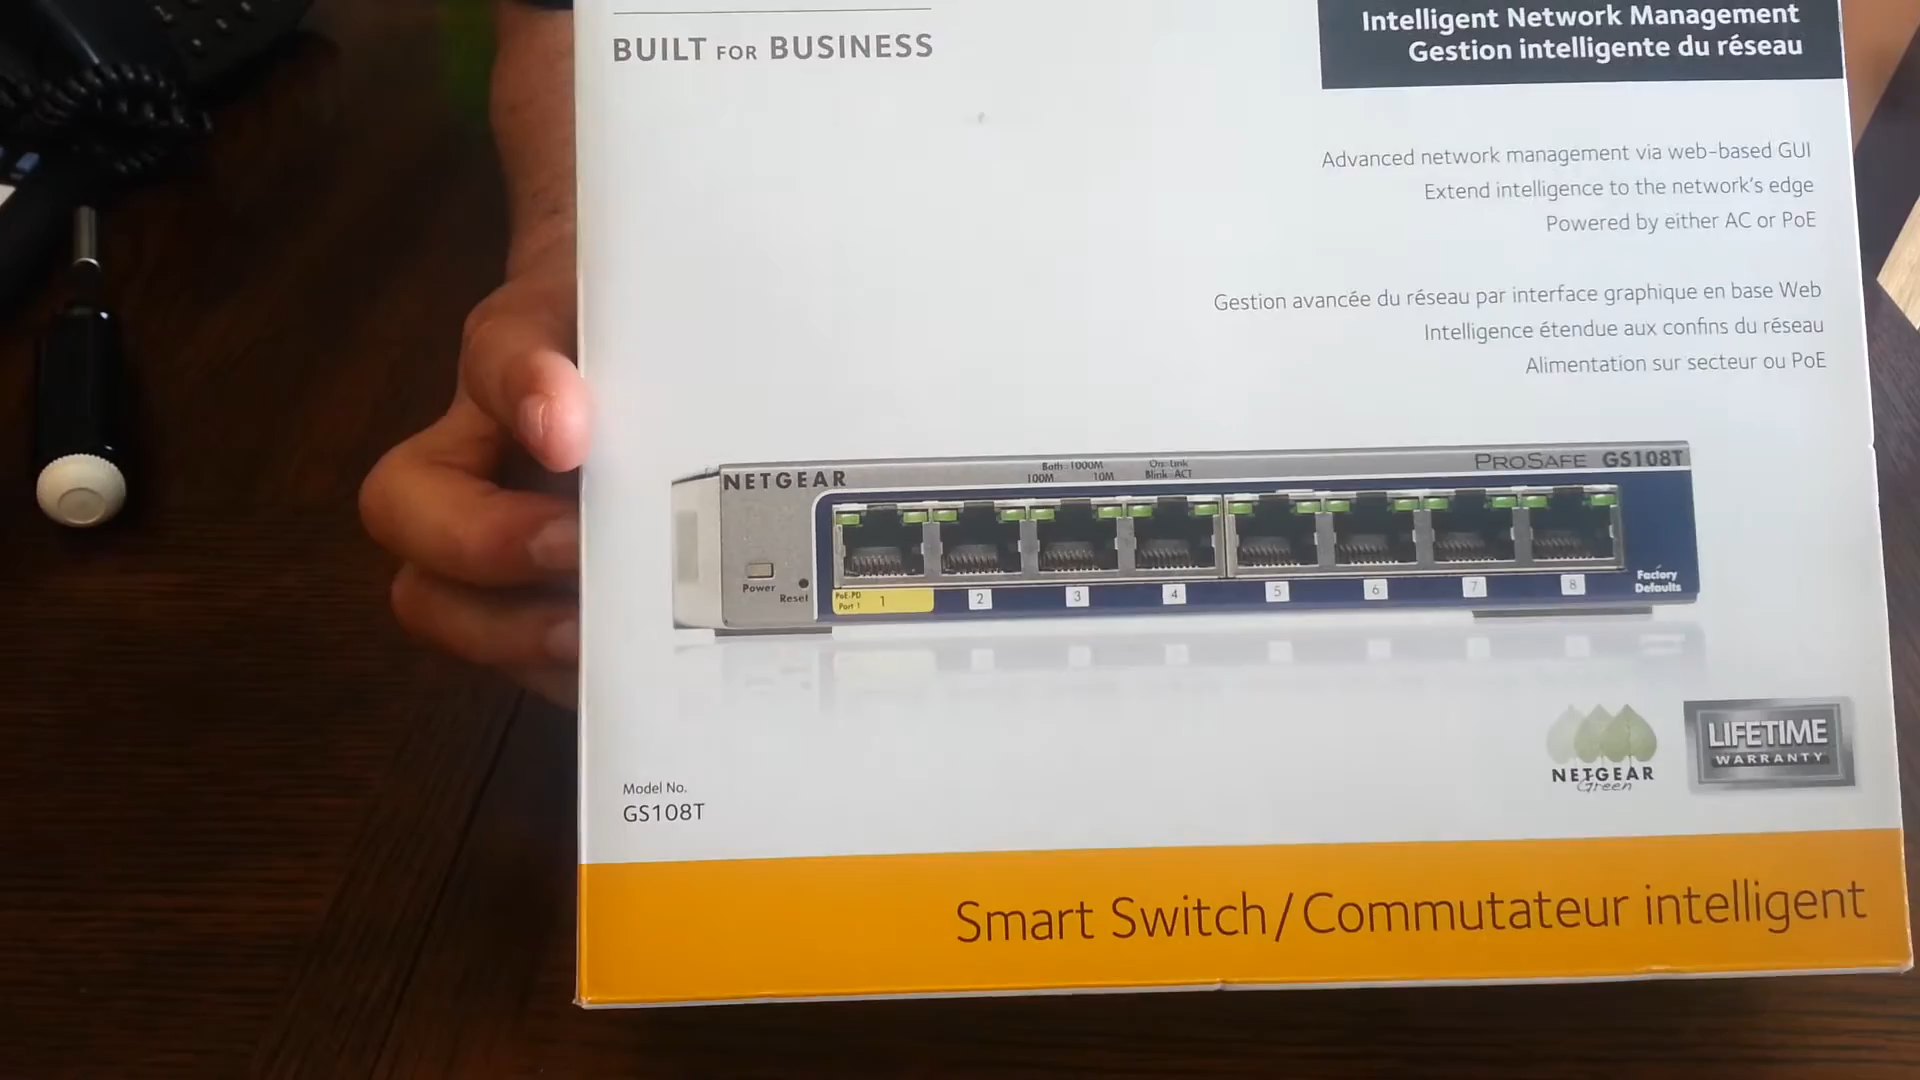 BUILT FOR BUSINESS
Intelligent Network Management
Gestion intelligente du réseau
Advanced network management via web-based GUI
Extend intelligence to the network's edge
Powered by either AC or PoE
Gestion avancée du réseau par interface graphique en base Web
Intelligence étendue aux confins du réseau
Alimentation sur secteur ou PoE
NETGEAR
Both=1000M
100M 10M
On=Link
Blink=ACT
PROSAFE GS108T
Power
Reset
PoE-PD
Port 1
1 2 3 4 5 6 7 8
Factory
Defaults
NETGEAR
Green
LIFETIME
WARRANTY
Model No.
GS108T
Smart Switch/Commutateur intelligent